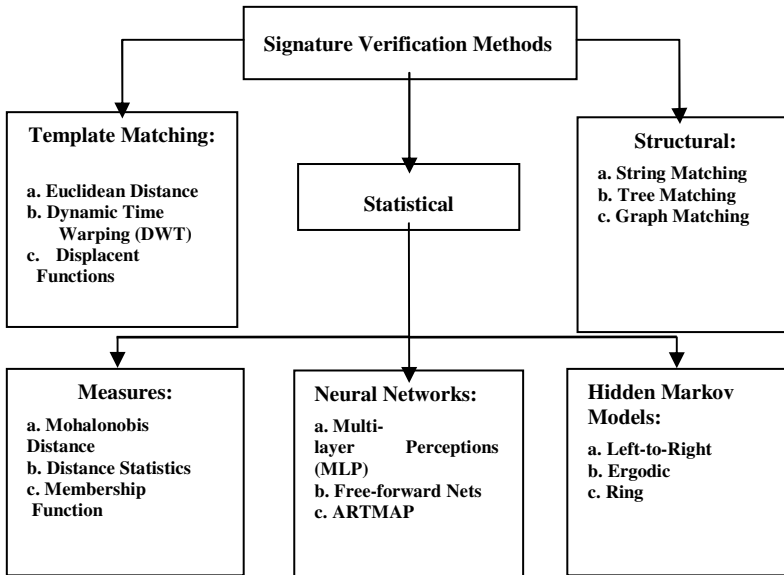 Signature Verification Methods
Template Matching:
a. Euclidean Distance
b. Dynamic Time
Warping (DWT)
c. Displacent
Functions
Statistical
Structural:
a. String Matching
b. Tree Matching
c. Graph Matching
Measures:
a. Mohalonobis
Distance
b. Distance Statistics
c. Membership
Function
Neural Networks:
a. Multi-
layer Perceptions
(MLP)
b. Free-forward Nets
c. ARTMAP
Hidden Markov
Models:
a. Left-to-Right
b. Ergodic
c. Ring